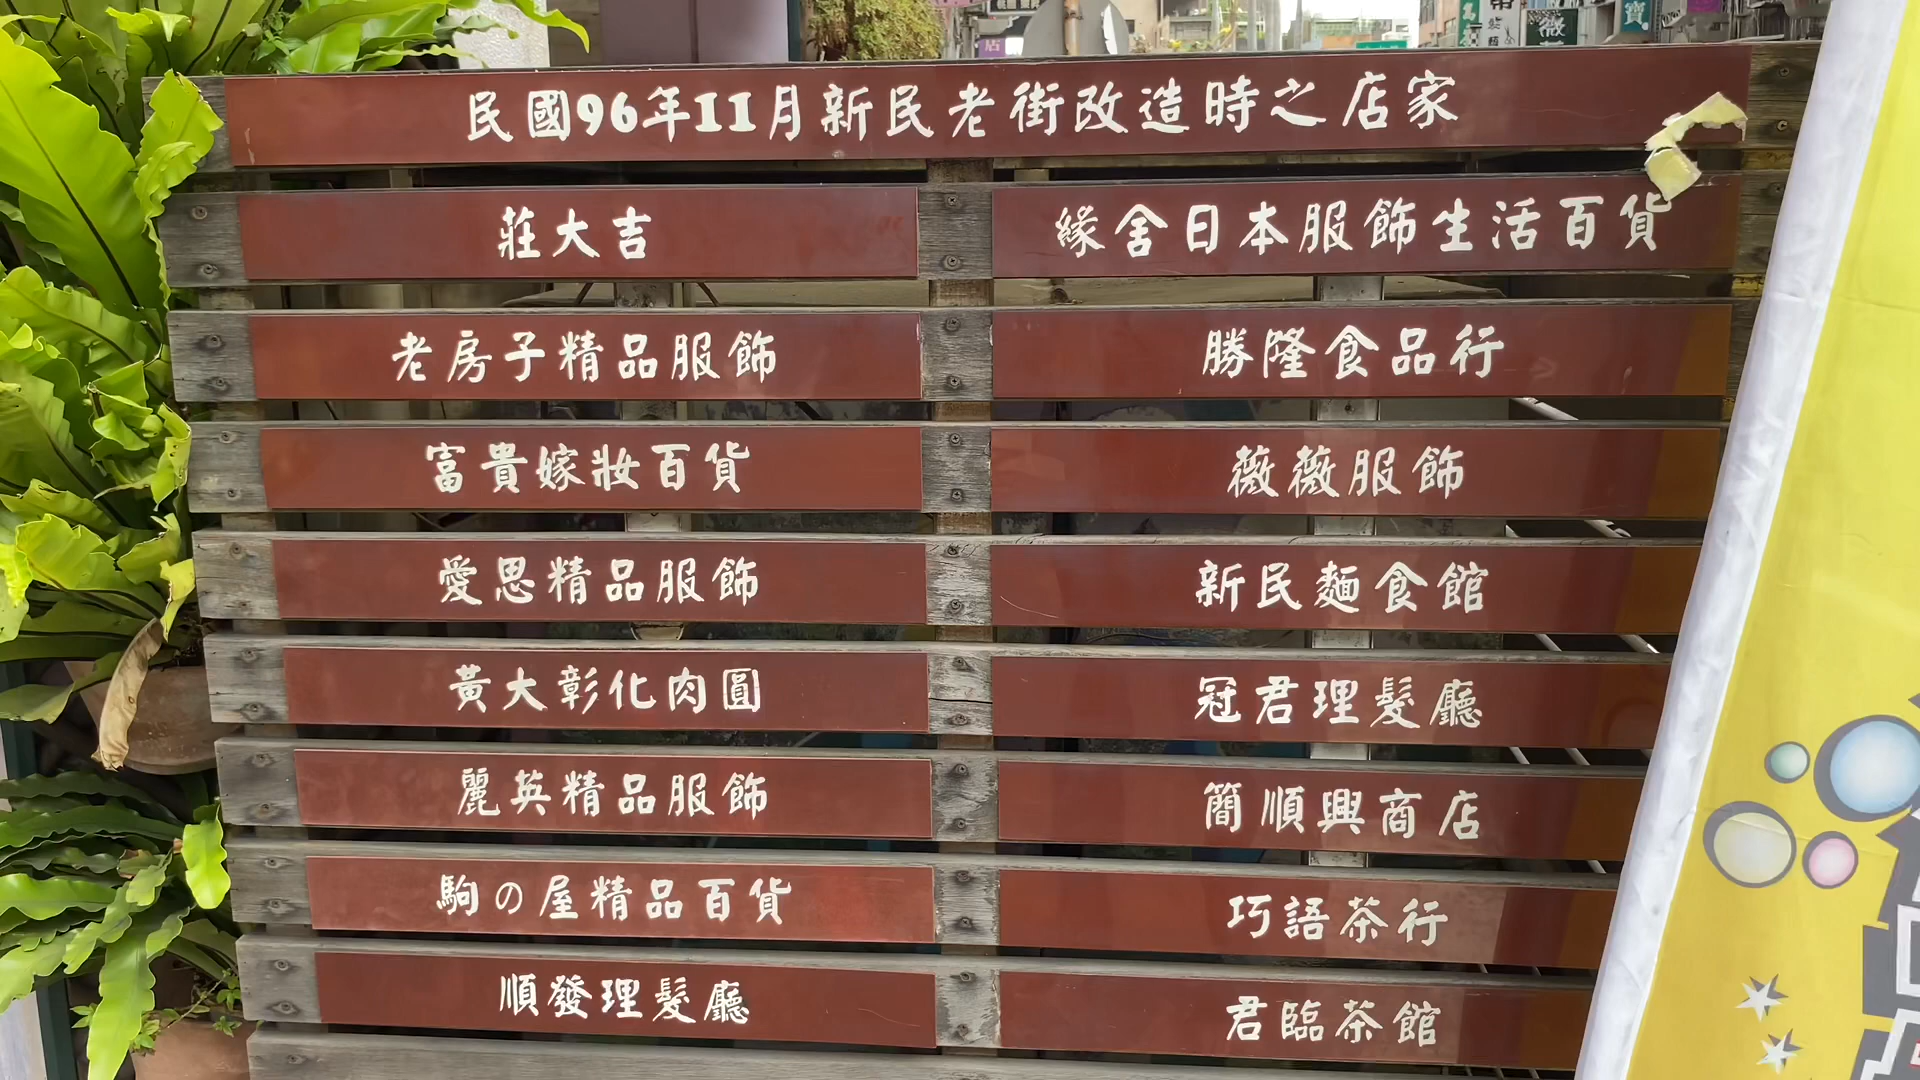 民國96年11月新民老街改造時之店家
莊大吉
緣舍日本服飾生活百貨
老房子精品服飾
勝隆食品行
富貴嫁妝百貨
薇薇服飾
愛思精品服飾
新民麵食館
黃大彰化肉圓
冠君理髮廳
麗英精品服飾
簡順興商店
駒の屋精品百貨
巧語茶行
順發理髮廳
君臨茶館